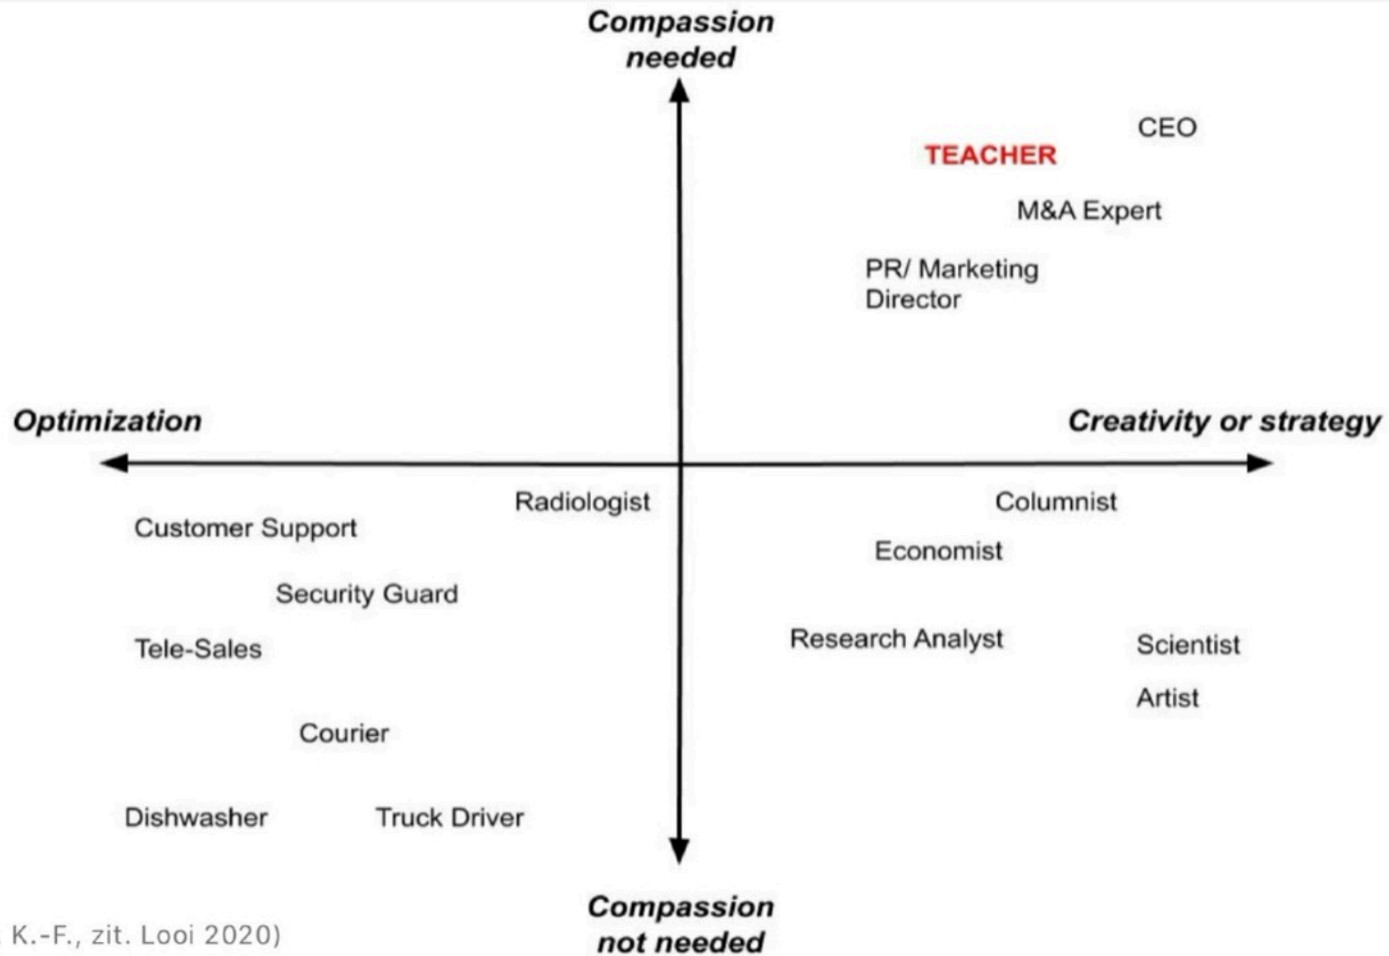 Compassion
needed
CEO
TEACHER
M&A Expert
PR/ Marketing
Director
Optimization
Creativity or strategy
Radiologist
Columnist
Customer Support
Economist
Security Guard
Research Analyst
Scientist
Tele-Sales
Artist
Courier
Dishwasher
Truck Driver
Compassion
not needed
K.-F., zit. Looi 2020)